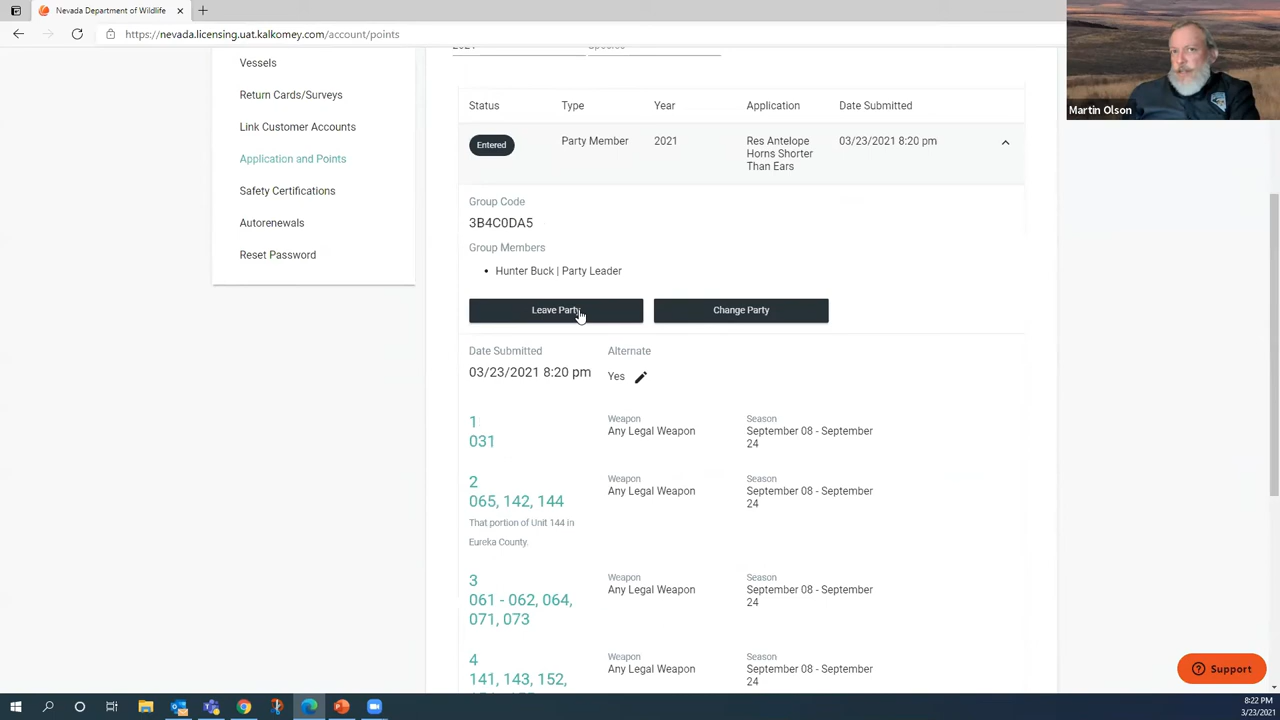 Nevada Department of Wildlife
https://nevada.licensing.uat.kalkomey.com/account/points
Martin Olson
Vessels
Return Cards/Surveys
Link Customer Accounts
Application and Points
Safety Certifications
Autorenewals
Reset Password
2021 Species
Status Type Year Application Date Submitted
Entered Party Member 2021 Res Antelope 03/23/2021 8:20 pm
Horns Shorter
Than Ears
Group Code
3B4C0DA5
Group Members
Hunter Buck | Party Leader
Leave Party Change Party
Date Submitted Alternate
03/23/2021 8:20 pm Yes
1 Weapon Season
031 Any Legal Weapon September 08 - September
24
2 Weapon Season
065, 142, 144 Any Legal Weapon September 08 - September
24
That portion of Unit 144 in
Eureka County.
3 Weapon Season
061 - 062, 064, Any Legal Weapon September 08 - September
071, 073 24
4 Weapon Season
141, 143, 152, Any Legal Weapon September 08 - September
24
Support
8:22 PM
3/23/2021